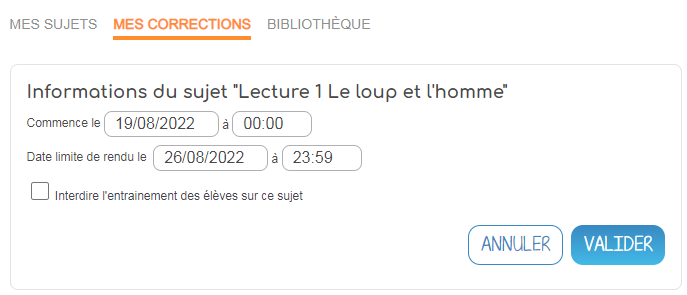 MES SUJETS MES CORRECTIONS BIBLIOTHÈQUE
Informations du sujet "Lecture 1 Le loup et l'homme"
Commence le 19/08/2022 à 00:00
Date limite de rendu le 26/08/2022 à 23:59
Interdire l'entrainement des élèves sur ce sujet
ANNULER VALIDER